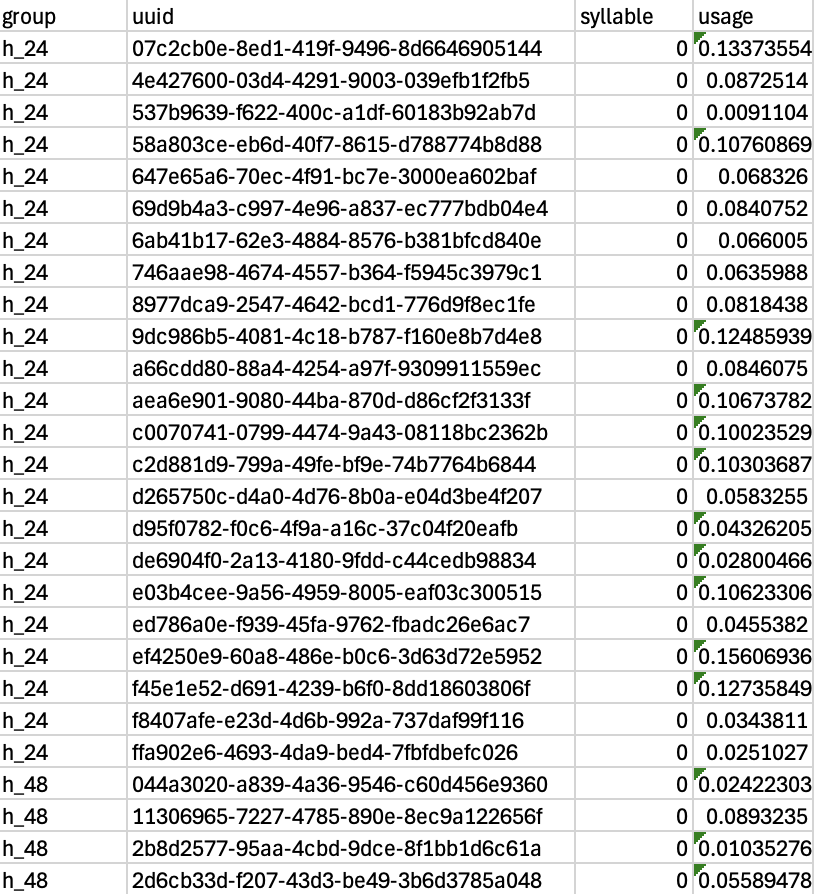 group uuid syllable usage
h_24 07c2cb0e-8ed1-419f-9496-8d6646905144 0 0.13373554
h_24 4e427600-03d4-4291-9003-039efb1f2fb5 0 0.0872514
h_24 537b9639-f622-400c-a1df-60183b92ab7d 0 0.0091104
h_24 58a803ce-eb6d-40f7-8615-d788774b8d88 0 0.10760869
h_24 647e65a6-70ec-4f91-bc7e-3000ea602baf 0 0.068326
h_24 69d9b4a3-c997-4e96-a837-ec777bdb04e4 0 0.0840752
h_24 6ab41b17-62e3-4884-8576-b381bfcd840e 0 0.066005
h_24 746aae98-4674-4557-b364-f5945c3979c1 0 0.0635988
h_24 8977dca9-2547-4642-bcd1-776d9f8ec1fe 0 0.0818438
h_24 9dc986b5-4081-4c18-b787-f160e8b7d4e8 0 0.12485939
h_24 a66cdd80-88a4-4254-a97f-9309911559ec 0 0.0846075
h_24 aea6e901-9080-44ba-870d-d86cf2f3133f 0 0.10673782
h_24 c0070741-0799-4474-9a43-08118bc2362b 0 0.10023529
h_24 c2d881d9-799a-49fe-bf9e-74b7764b6844 0 0.10303687
h_24 d265750c-d4a0-4d76-8b0a-e04d3be4f207 0 0.0583255
h_24 d95f0782-f0c6-4f9a-a16c-37c04f20eafb 0 0.04326205
h_24 de6904f0-2a13-4180-9fdd-c44cedb98834 0 0.02800466
h_24 e03b4cee-9a56-4959-8005-eaf03c300515 0 0.10623306
h_24 ed786a0e-f939-45fa-9762-fbadc26e6ac7 0 0.0455382
h_24 ef4250e9-60a8-486e-b0c6-3d63d72e5952 0 0.15606936
h_24 f45e1e52-d691-4239-b6f0-8dd18603806f 0 0.12735849
h_24 f8407afe-e23d-4d6b-992a-737daf99f116 0 0.0343811
h_24 ffa902e6-4693-4da9-bed4-7fbfdbefc026 0 0.0251027
h_48 044a3020-a839-4a36-9546-c60d456e9360 0 0.02422303
h_48 11306965-7227-4785-890e-8ec9a122656f 0 0.0893235
h_48 2b8d2577-95aa-4cbd-9dce-8f1bb1d6c61a 0 0.01035276
h_48 2d6cb33d-f207-43d3-be49-3b6d3785a048 0 0.05589478